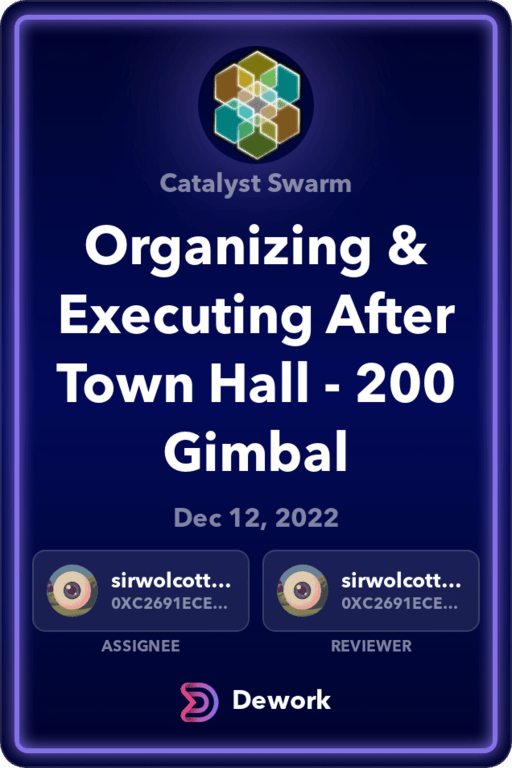 Catalyst Swarm
Organizing &
Executing After
Town Hall - 200
Gimbal
Dec 12, 2022
sirwolcott...
0XC2691ECE...
ASSIGNEE
sirwolcott...
0XC2691ECE...
REVIEWER
Dework